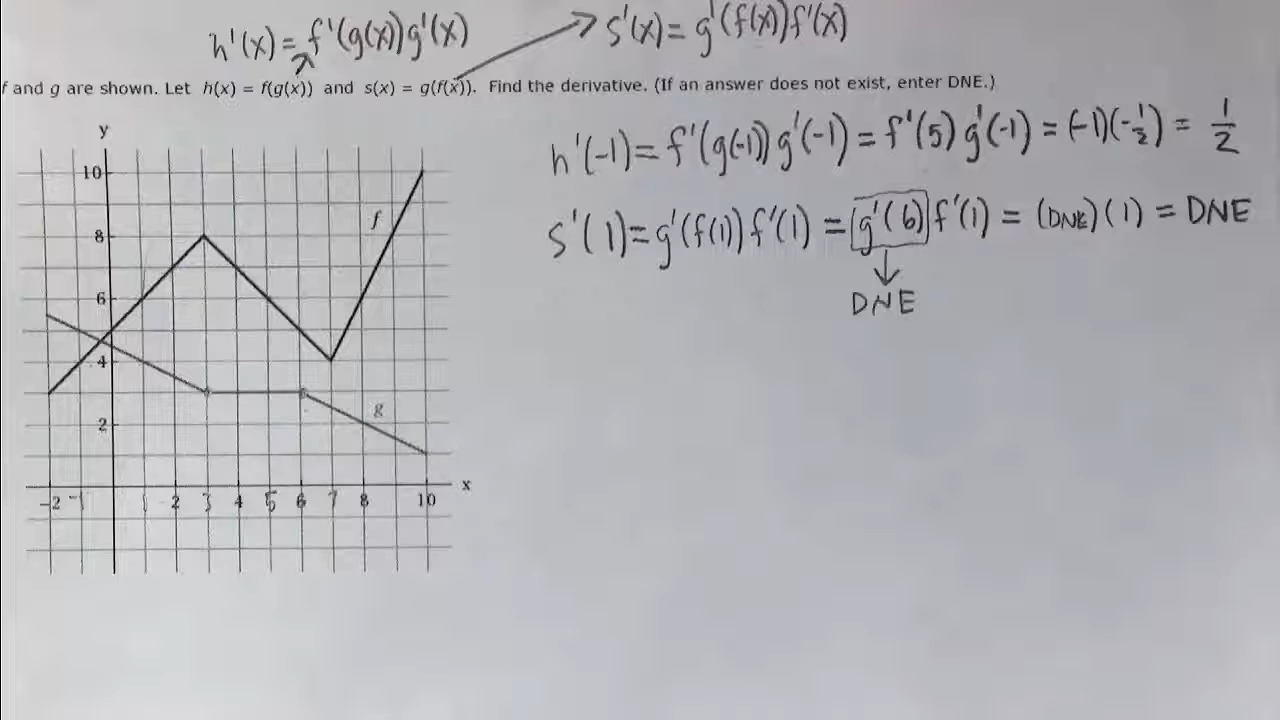 h'(x) = f'(g(x))g'(x)
s'(x) = g'(f(x))f'(x)
f and g are shown. Let h(x) = f(g(x)) and s(x) = g(f(x)). Find the derivative. (If an answer does not exist, enter DNE.)
h'(-1) = f'(g(-1))g'(-1) = f'(5)g'(-1) = (-1)(-1/2) = 1/2
s'(1) = g'(f(1))f'(1) = g'(6)f'(1) = (DNE)(1) = DNE
DNE
y
10
f
8
6
4
g
2
x
-2 -1 1 2 3 4 5 6 7 8 10